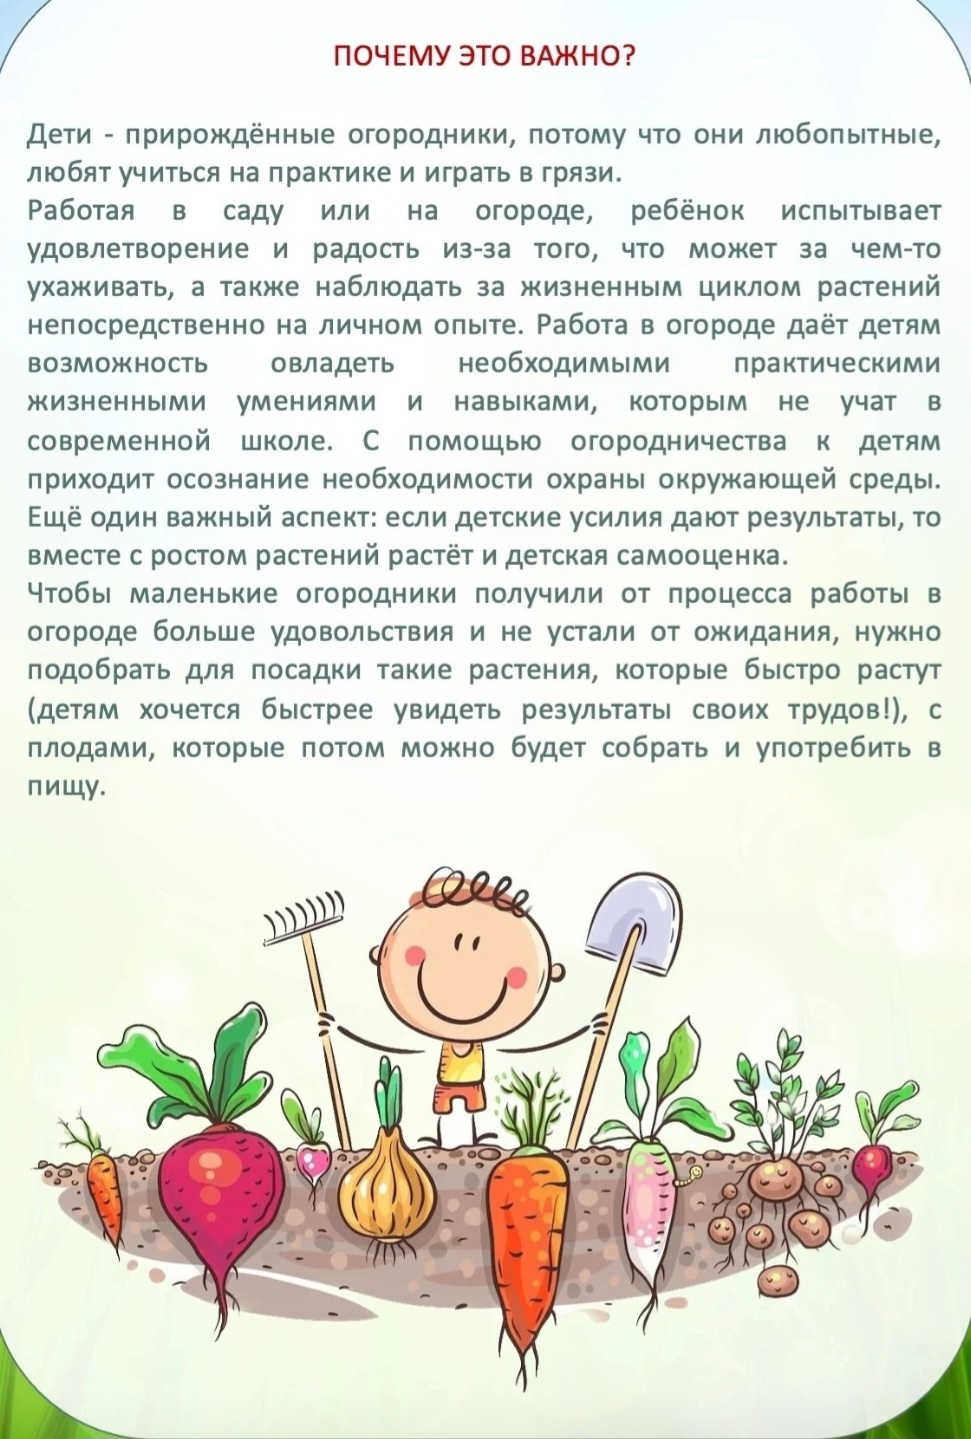 ПОЧЕМУ ЭТО ВАЖНО?
Дети - прирождённые огородники, потому что они любопытные,
любят учиться на практике и играть в грязи.
Работая в саду или на огороде, ребёнок испытывает
удовлетворение и радость из-за того, что может за чем-то
ухаживать, а также наблюдать за жизненным циклом растений
непосредственно на личном опыте. Работа в огороде даёт детям
возможность овладеть необходимыми практическими
жизненными умениями и навыками, которым не учат в
современной школе. С помощью огородничества к детям
приходит осознание необходимости охраны окружающей среды.
Ещё один важный аспект: если детские усилия дают результаты, то
вместе с ростом растений растёт и детская самооценка.
Чтобы маленькие огородники получили от процесса работы в
огороде больше удовольствия и не устали от ожидания, нужно
подобрать для посадки такие растения, которые быстро растут
(детям хочется быстрее увидеть результаты своих трудов!), с
плодами, которые потом можно будет собрать и употребить в
пищу.